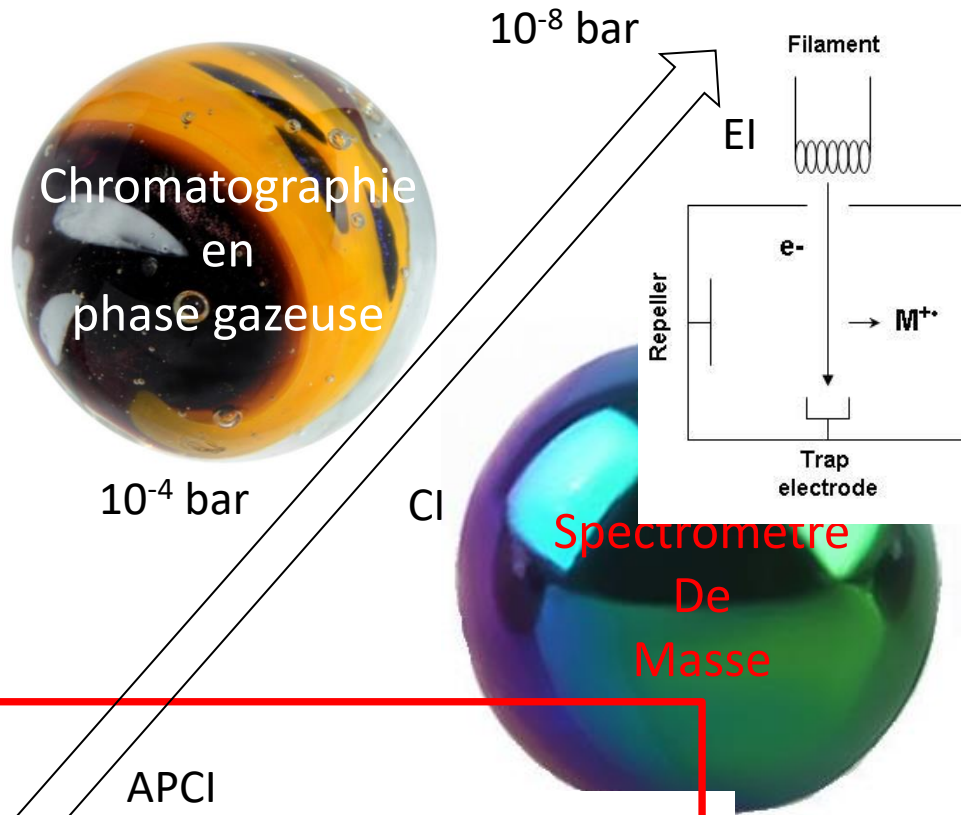 10⁻⁸ bar
Filament
EI
Chromatographie
en
phase gazeuse
e-
M⁺•
Repeller
Trap
electrode
10⁻⁴ bar
CI
Spectromètre
De
Masse
APCI